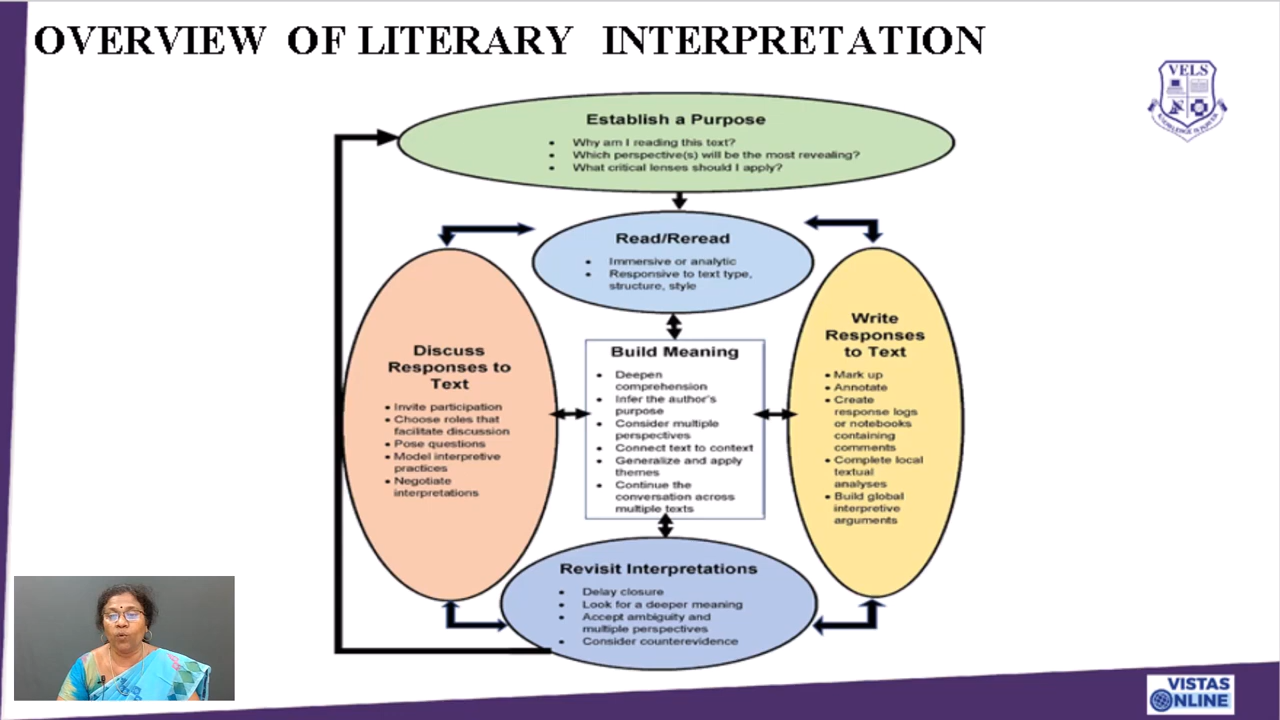 OVERVIEW OF LITERARY INTERPRETATION
VELS
Establish a Purpose
• Why am I reading this text?
• Which perspective(s) will be the most revealing?
• What critical lenses should I apply?
Read/Reread
• Immersive or analytic
• Responsive to text type,
structure, style
Discuss
Responses to
Text
• Invite participation
• Choose roles that
facilitate discussion
• Pose questions
• Model interpretive
practices
• Negotiate
interpretations
Build Meaning
• Deepen
comprehension
• Infer the author's
purpose
• Consider multiple
perspectives
• Connect text to context
• Generalize and apply
themes
• Continue the
conversation across
multiple texts
Write
Responses
to Text
• Mark up
• Annotate
• Create
response logs
or notebooks
containing
comments
• Complete local
textual
analyses
• Build global
interpretive
arguments
Revisit Interpretations
• Delay closure
• Look for a deeper meaning
• Accept ambiguity and
multiple perspectives
• Consider counterevidence
VISTAS
ONLINE